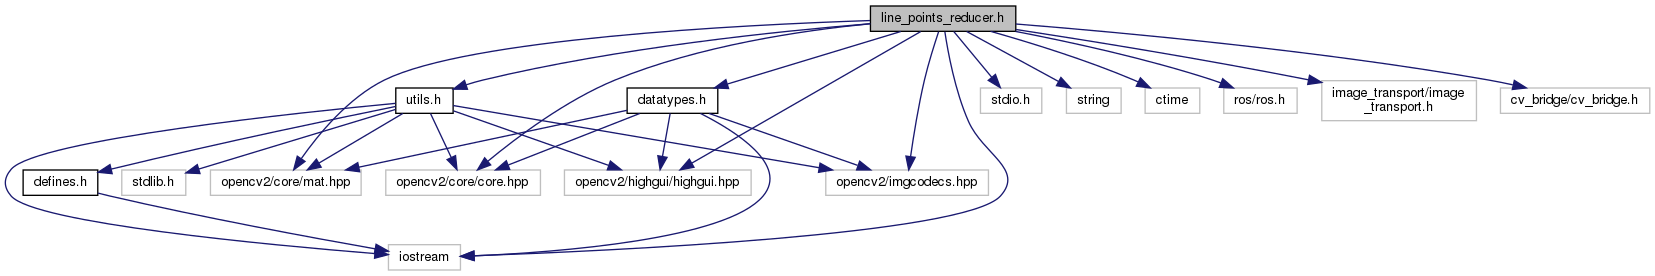 line_points_reducer.h
utils.h
datatypes.h
stdio.h
string
ctime
ros/ros.h
image_transport/image
_transport.h
cv_bridge/cv_bridge.h
defines.h
stdlib.h
opencv2/core/mat.hpp
opencv2/core/core.hpp
opencv2/highgui/highgui.hpp
opencv2/imgcodecs.hpp
iostream